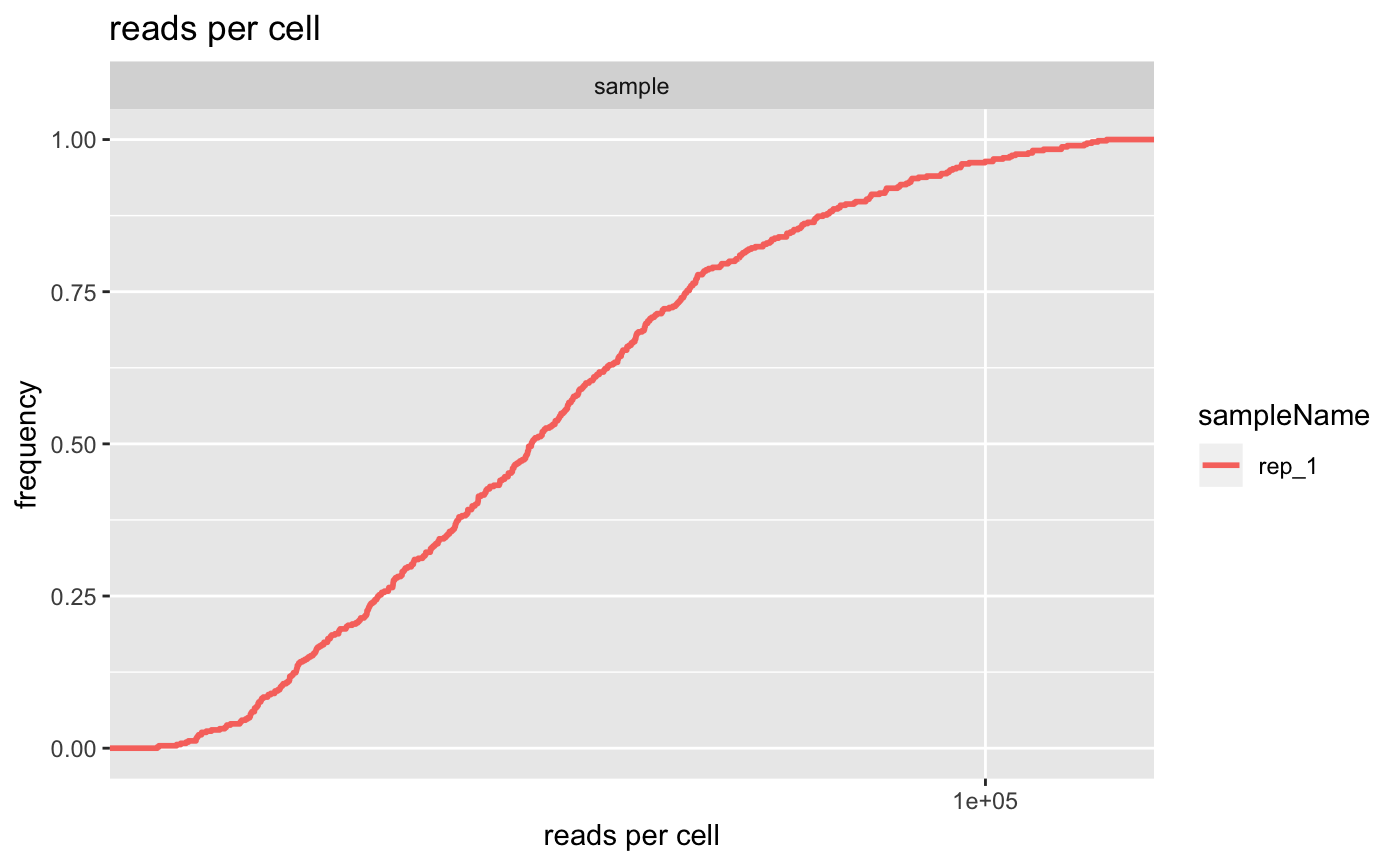 reads per cell
sample
1.00
0.75
0.50
0.25
0.00
frequency
1e+05
reads per cell
sampleName
rep_1